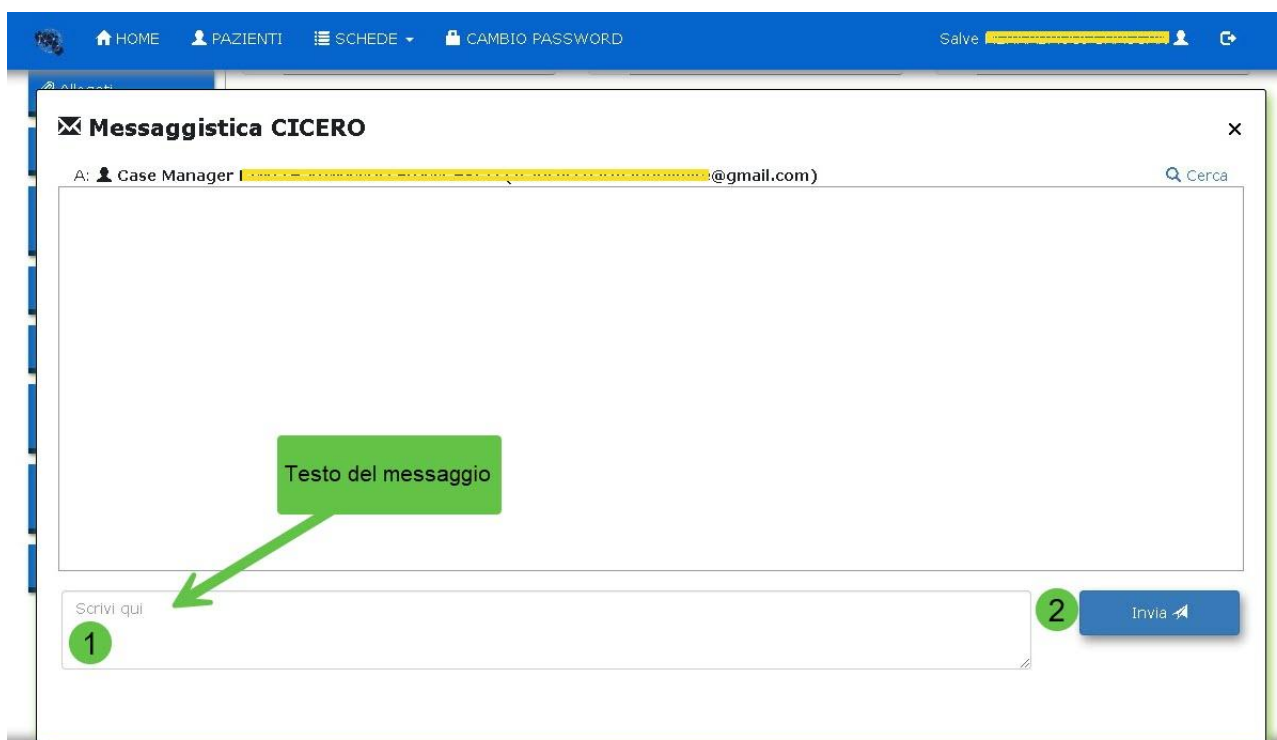 HOME PAZIENTI SCHEDE CAMBIO PASSWORD Salve
Allegati
Messaggistica CICERO ×
A: Case Manager @gmail.com) Cerca
Testo del messaggio
Scrivi qui
1
2 Invia